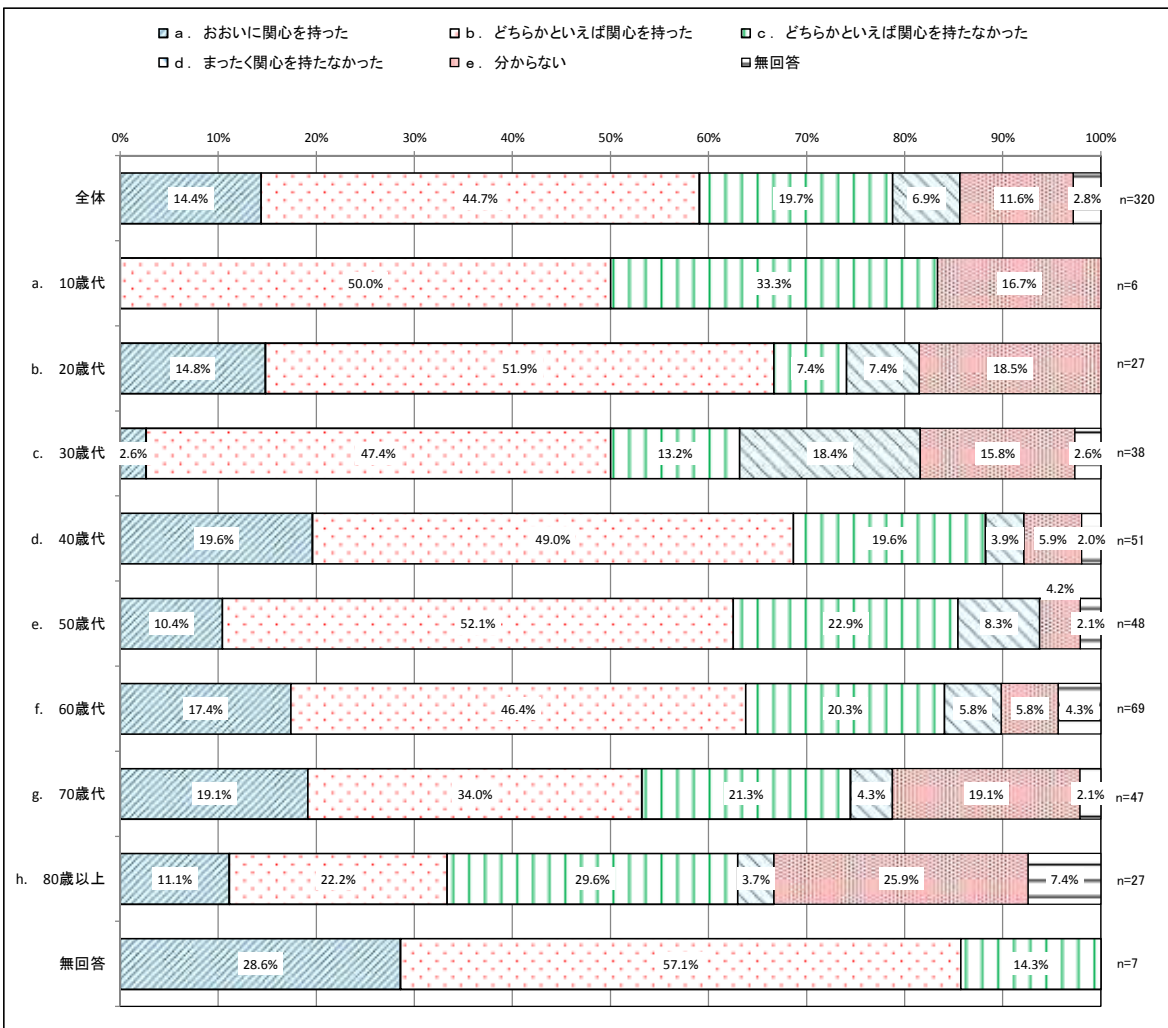 ■ a． おおいに関心を持った ■ b． どちらかといえば関心を持った ■ c． どちらかといえば関心を持たなかった
■ d． まったく関心を持たなかった ■ e． 分からない ■ 無回答
0% 10% 20% 30% 40% 50% 60% 70% 80% 90% 100%
全体 14.4% 44.7% 19.7% 6.9% 11.6% 2.8% n=320
a. 10歳代 50.0% 33.3% 16.7% n=6
b. 20歳代 14.8% 51.9% 7.4% 7.4% 18.5% n=27
c. 30歳代 2.6% 47.4% 13.2% 18.4% 15.8% 2.6% n=38
d. 40歳代 19.6% 49.0% 19.6% 3.9% 5.9% 2.0% n=51
e. 50歳代 10.4% 52.1% 22.9% 8.3% 4.2% 2.1% n=48
f. 60歳代 17.4% 46.4% 20.3% 5.8% 5.8% 4.3% n=69
g. 70歳代 19.1% 34.0% 21.3% 4.3% 19.1% 2.1% n=47
h. 80歳以上 11.1% 22.2% 29.6% 3.7% 25.9% 7.4% n=27
無回答 28.6% 57.1% 14.3% n=7